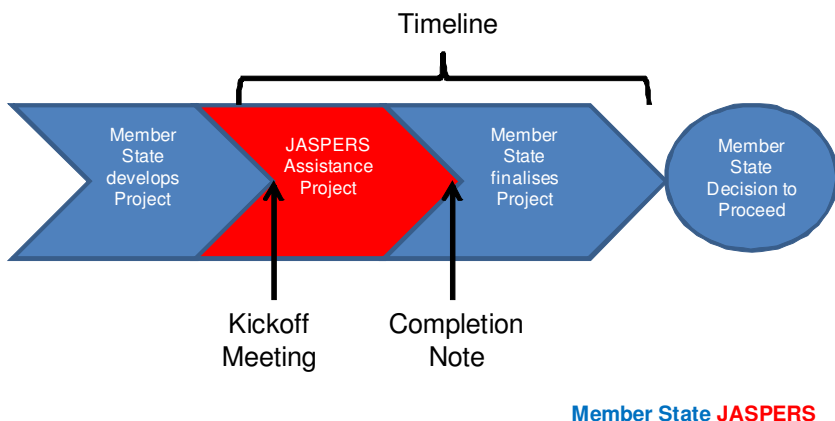 Timeline
Member
State
develops
Project
JASPERS
Assistance
Project
Member
State
finalises
Project
Member
State
Decision to
Proceed
Kickoff
Meeting
Completion
Note
Member State JASPERS